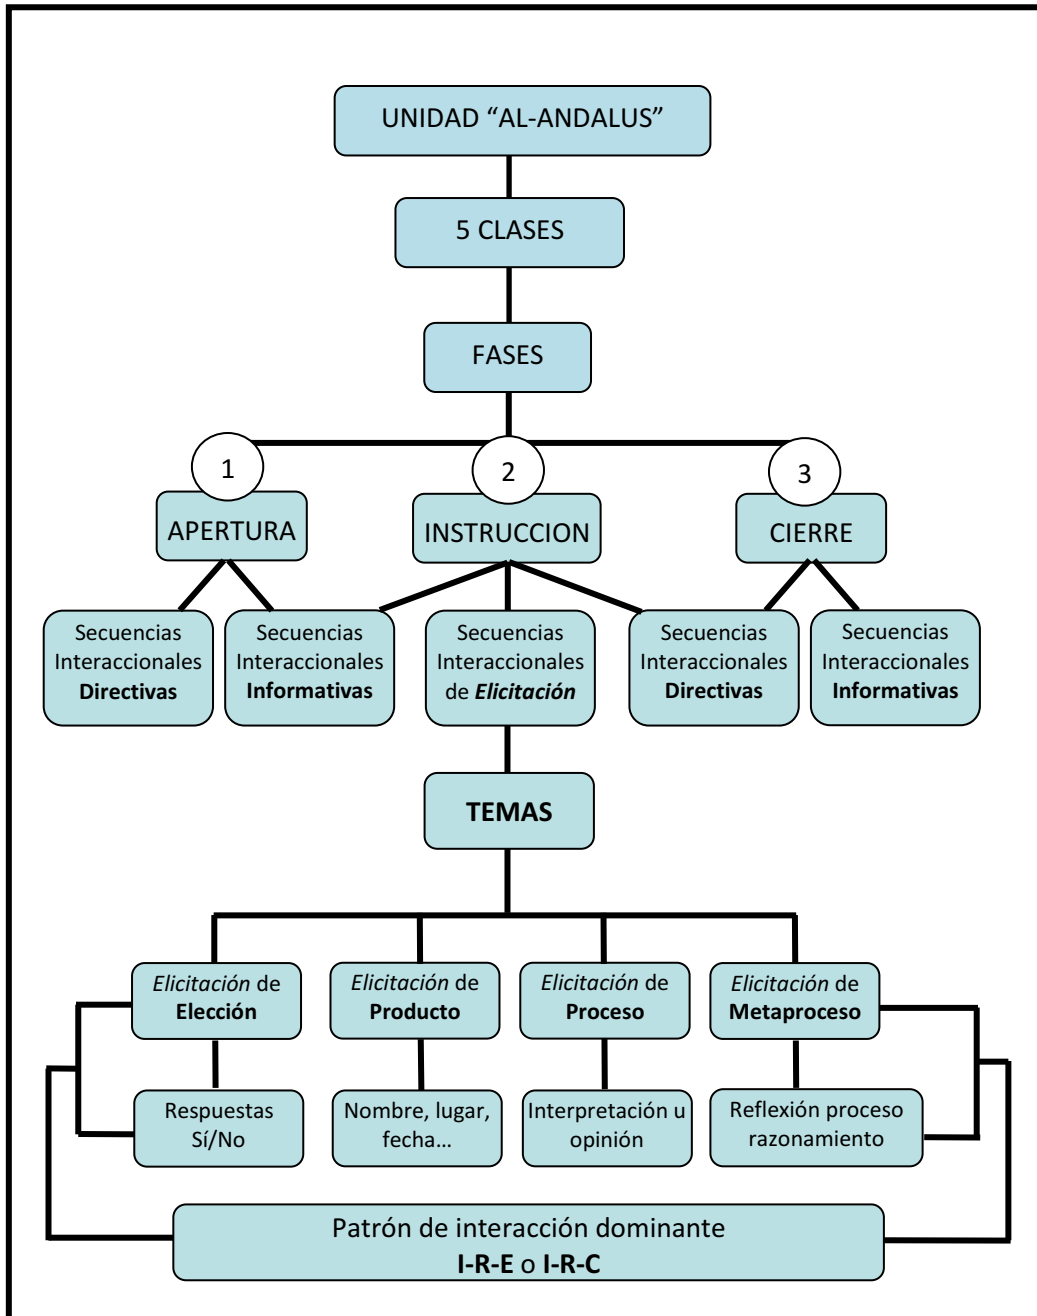 UNIDAD “AL-ANDALUS”
5 CLASES
FASES
1
2
3
APERTURA
INSTRUCCION
CIERRE
Secuencias
Interaccionales
Directivas
Secuencias
Interaccionales
Informativas
Secuencias
Interaccionales
de Elicitación
Secuencias
Interaccionales
Directivas
Secuencias
Interaccionales
Informativas
TEMAS
Elicitación de
Elección
Elicitación de
Producto
Elicitación de
Proceso
Elicitación de
Metaproceso
Respuestas
Sí/No
Nombre, lugar,
fecha...
Interpretación u
opinión
Reflexión proceso
razonamiento
Patrón de interacción dominante
I-R-E o I-R-C